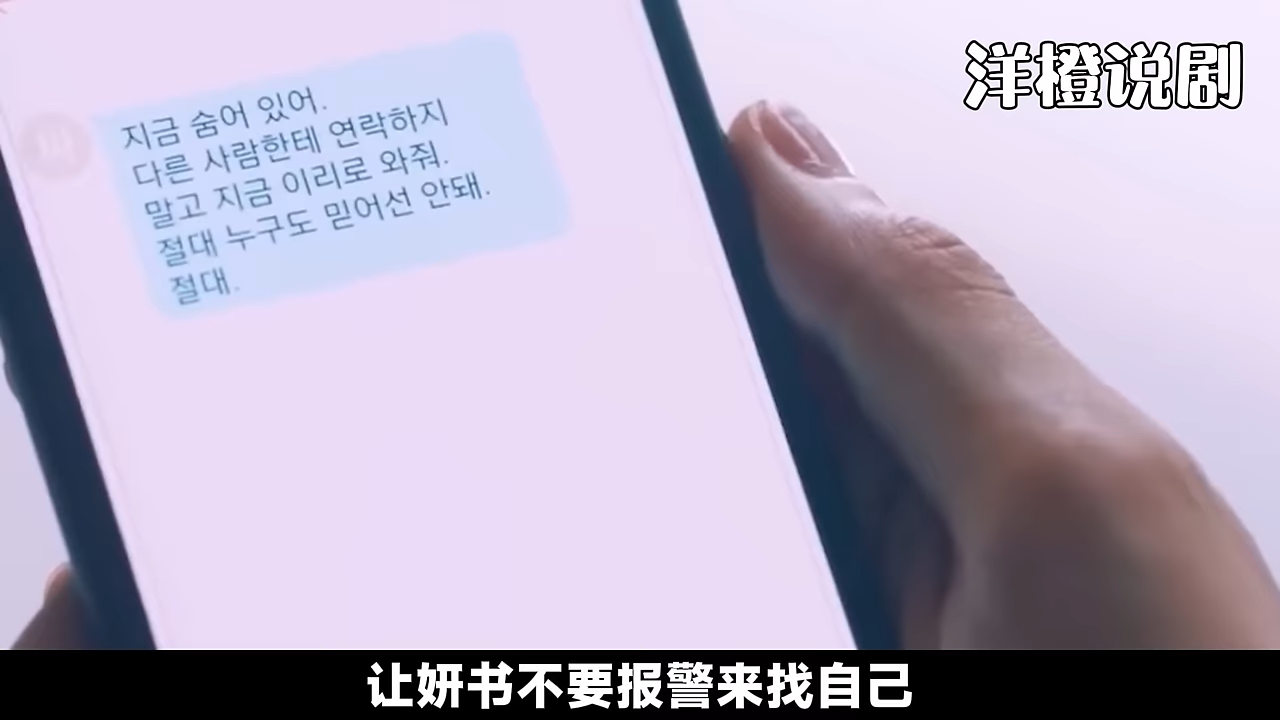 洋橙说剧
지금 숨어 있어.
다른 사람한테 연락하지
말고 지금 이리로 와줘.
절대 누구도 믿어선 안돼.
절대.
让妍书不要报警来找自己